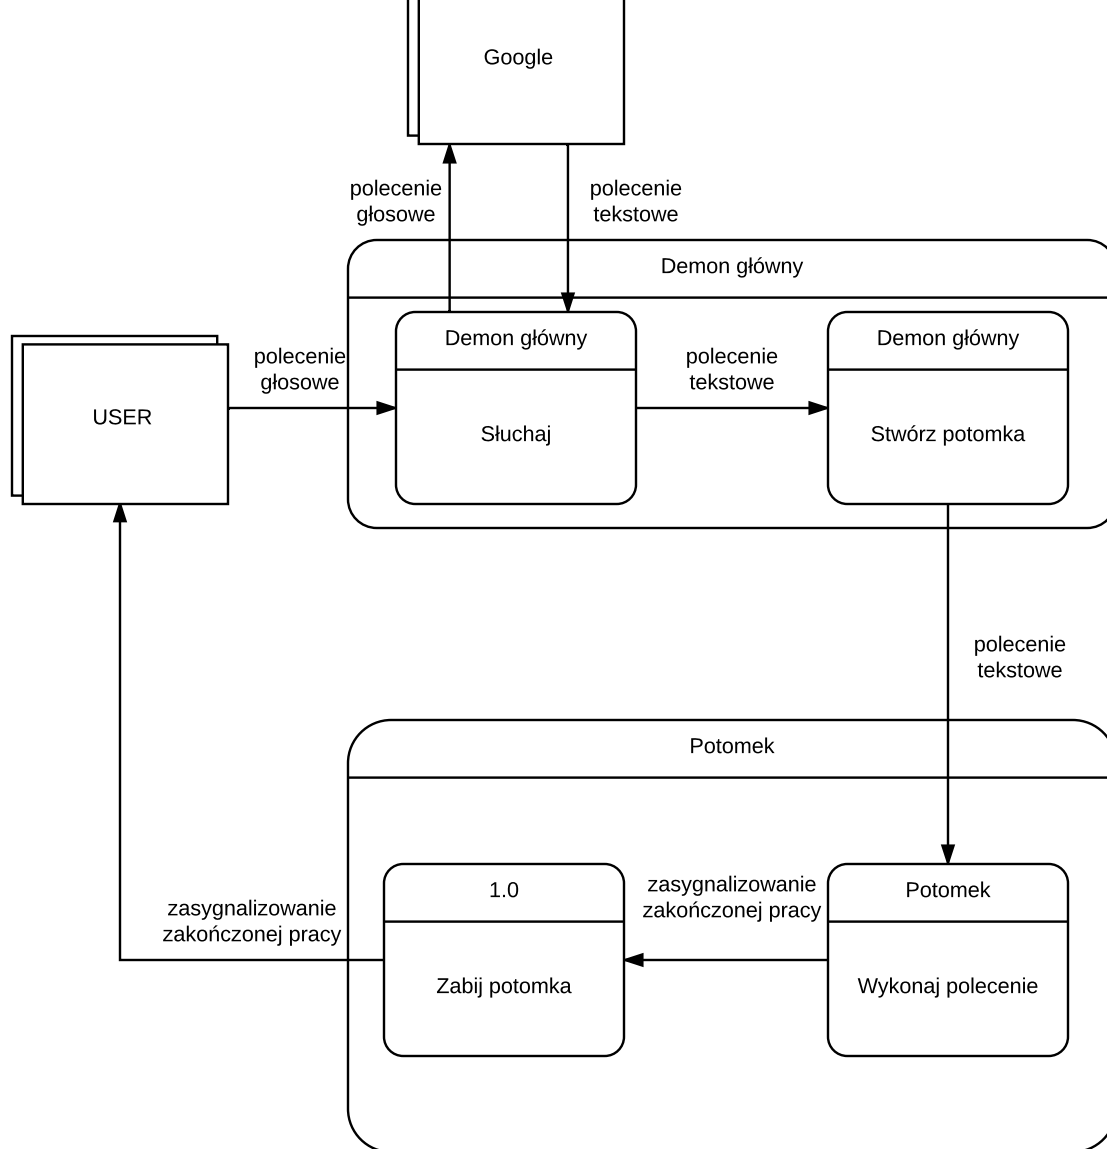 Google
polecenie
głosowe
polecenie
tekstowe
Demon główny
USER
polecenie
głosowe
Demon główny
Słuchaj
polecenie
tekstowe
Demon główny
Stwórz potomka
polecenie
tekstowe
Potomek
zasygnalizowanie
zakończonej pracy
1.0
Zabij potomka
zasygnalizowanie
zakończonej pracy
Potomek
Wykonaj polecenie